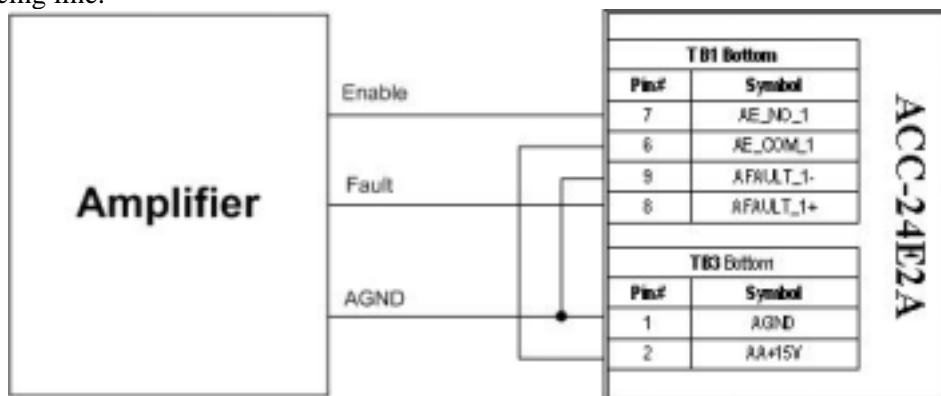 Amplifier
Enable
Fault
AGND
TB1 Bottom
Pin# Symbol
7 AE_NO_1
6 AE_COM_1
9 AFAULT_1-
8 AFAULT_1+
TB3 Bottom
Pin# Symbol
1 AGND
2 AA+15V
ACC-24E2A